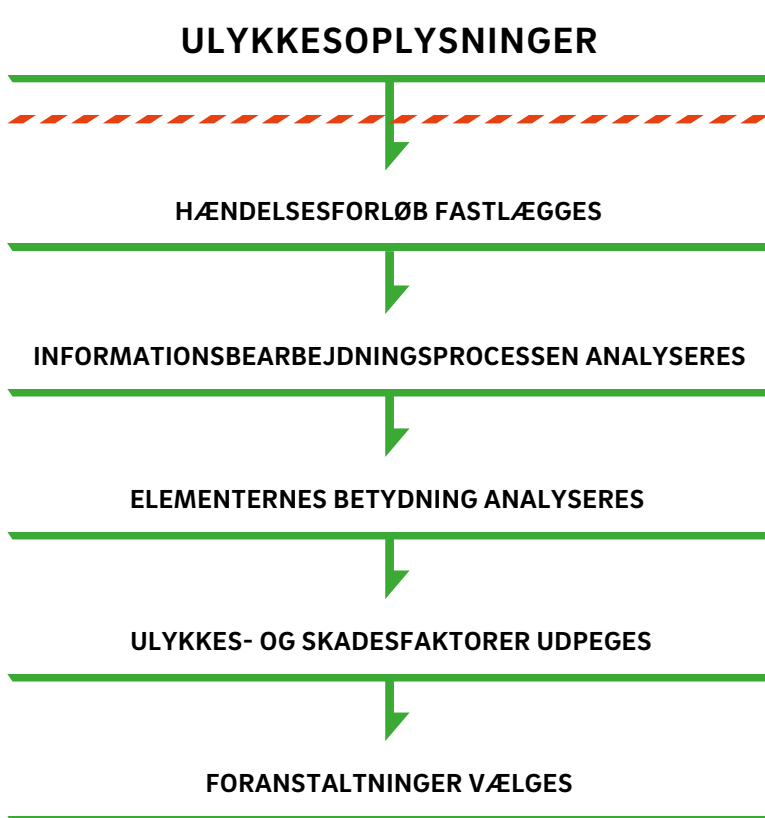 ULYKKESOPLYSNINGER
HÆNDELSESFORLØB FASTLÆGGES
INFORMATIONSBEARBEJDNINGSPROCESSEN ANALYSERES
ELEMENTERNES BETYDNING ANALYSERES
ULYKKES- OG SKADESFAKTORER UDPEGES
FORANSTALTNINGER VÆLGES